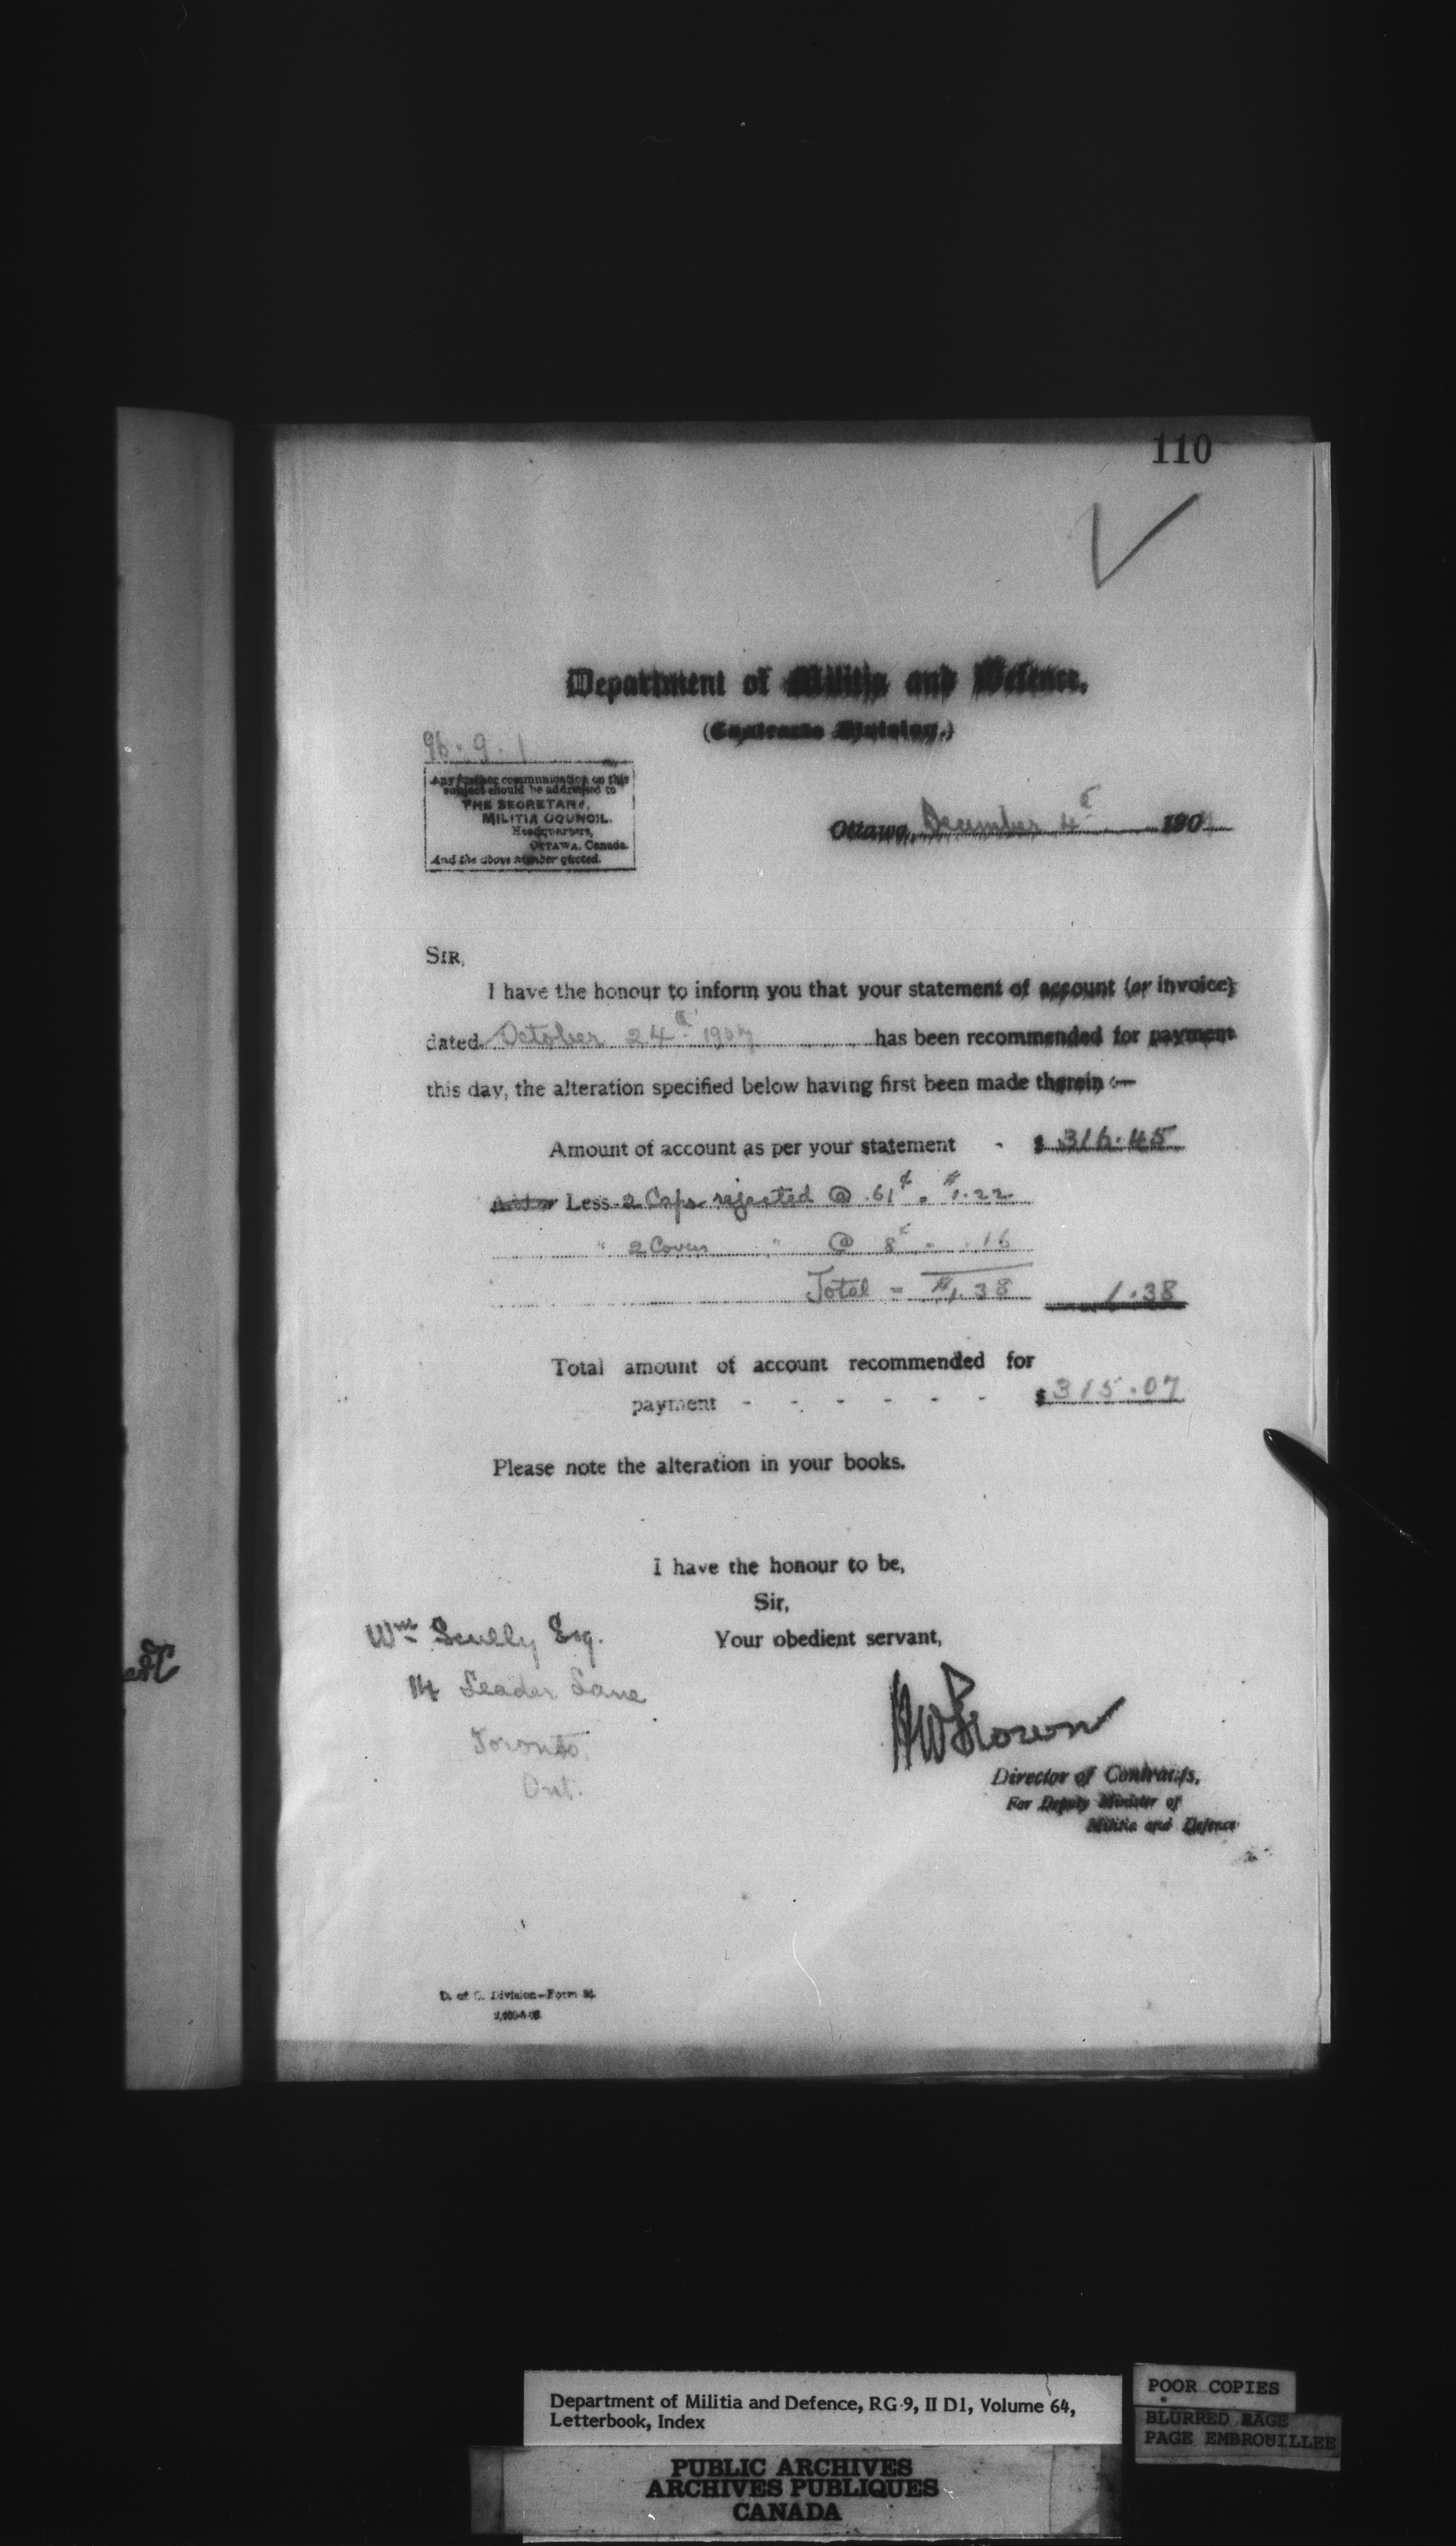 110
Department of Militia and Defence.
(Contracts Division.)
96.9.1
Any further communication on this
subject should be addressed to
THE SECRETARY,
MILITIA COUNCIL,
Headquarters,
OTTAWA, Canada.
And the above number quoted.
Ottawa, December 4th 190
SIR,
I have the honour to inform you that your statement of account (or invoice)
dated October 24th 1907 has been recommended for payment
this day, the alteration specified below having first been made therein :—
Amount of account as per your statement - $ 316.45
Less 2 Caps rejected @ .61¢ = $1.22
" 2 Covers " @ 8¢ = .16
Total = $1.38 1.38
Total amount of account recommended for
payment - - - - - - $ 315.07
Please note the alteration in your books.
I have the honour to be,
Sir,
Your obedient servant,
Wm Scully Esq.
14 Leader Lane
Toronto,
Ont.
HWBrown
Director of Contracts,
For Deputy Minister of
Militia and Defence
D. of C. Division—Form
Department of Militia and Defence, RG 9, II D1, Volume 64,
Letterbook, Index
POOR COPIES
BLURRED PAGE
PAGE EMBROUILLEE
PUBLIC ARCHIVES
ARCHIVES PUBLIQUES
CANADA